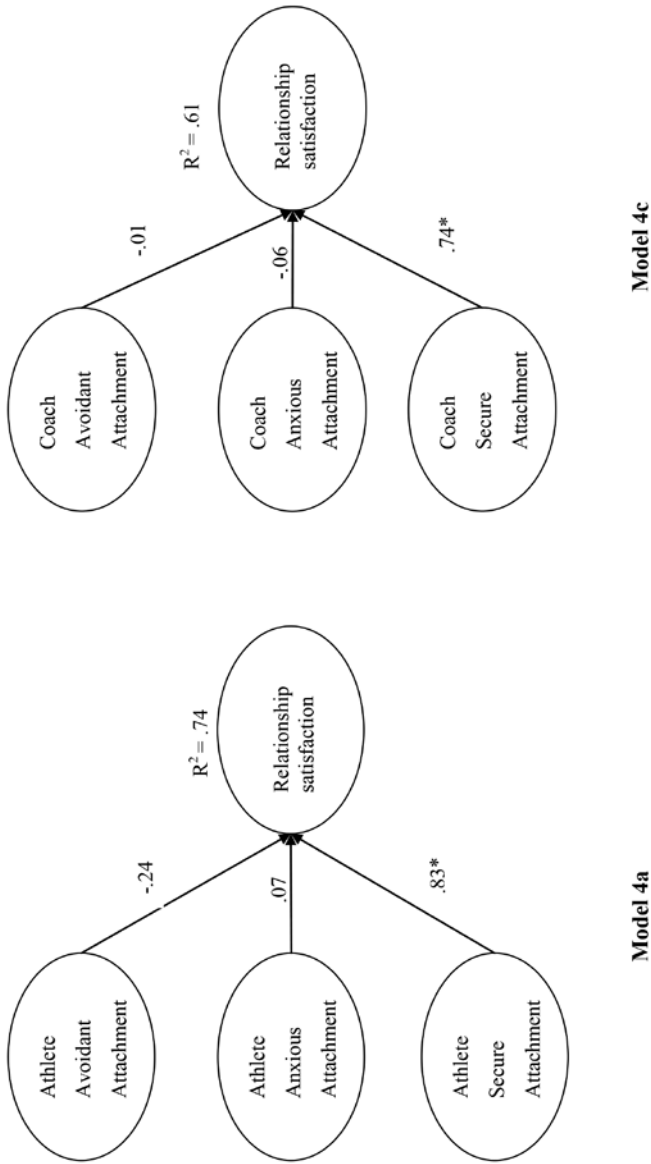 Athlete
Avoidant
Attachment
Athlete
Anxious
Attachment
Athlete
Secure
Attachment
-.24
.07
.83*
R² = .74
Relationship
satisfaction
Model 4a
Coach
Avoidant
Attachment
Coach
Anxious
Attachment
Coach
Secure
Attachment
-.01
-.06
.74*
R² = .61
Relationship
satisfaction
Model 4c